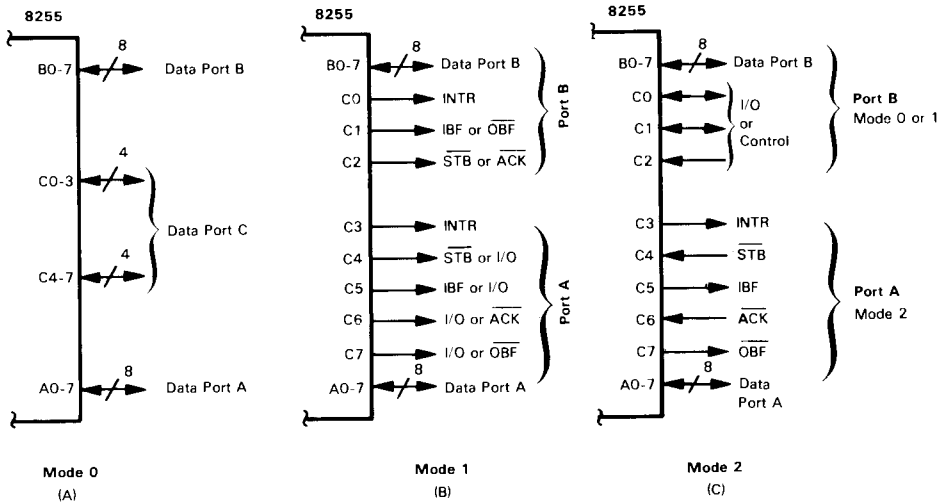 8255
B0-7
8
Data Port B
C0-3
4
C4-7
4
Data Port C
A0-7
8
Data Port A
Mode 0
(A)
8255
B0-7
8
Data Port B
C0
INTR
C1
IBF or OBF
C2
STB or ACK
Port B
C3
INTR
C4
STB or I/O
C5
IBF or I/O
C6
I/O or ACK
C7
I/O or OBF
A0-7
8
Data Port A
Port A
Mode 1
(B)
8255
B0-7
8
Data Port B
C0
C1
C2
I/O
or
Control
Port B
Mode 0 or 1
C3
INTR
C4
STB
C5
IBF
C6
ACK
C7
OBF
A0-7
8
Data
Port A
Port A
Mode 2
Mode 2
(C)